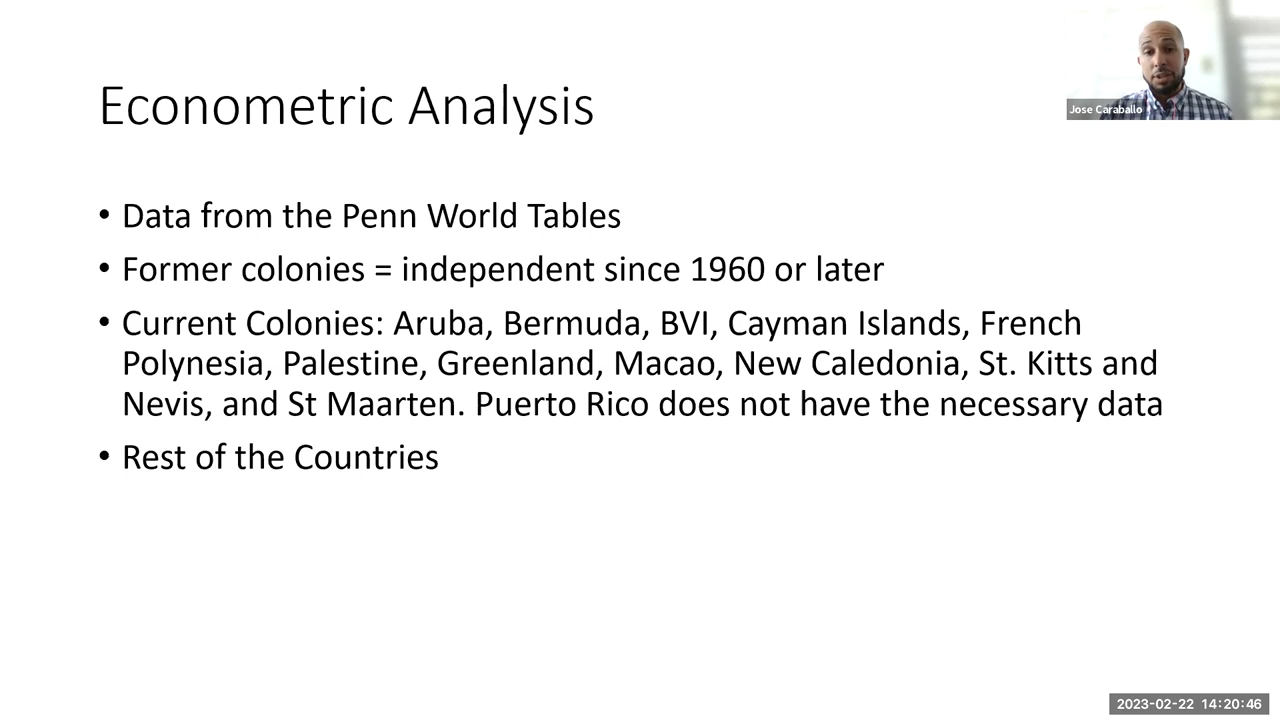 Econometric Analysis
Jose Caraballo
• Data from the Penn World Tables
• Former colonies = independent since 1960 or later
• Current Colonies: Aruba, Bermuda, BVI, Cayman Islands, French
Polynesia, Palestine, Greenland, Macao, New Caledonia, St. Kitts and
Nevis, and St Maarten. Puerto Rico does not have the necessary data
• Rest of the Countries
2023-02-22 14:20:46